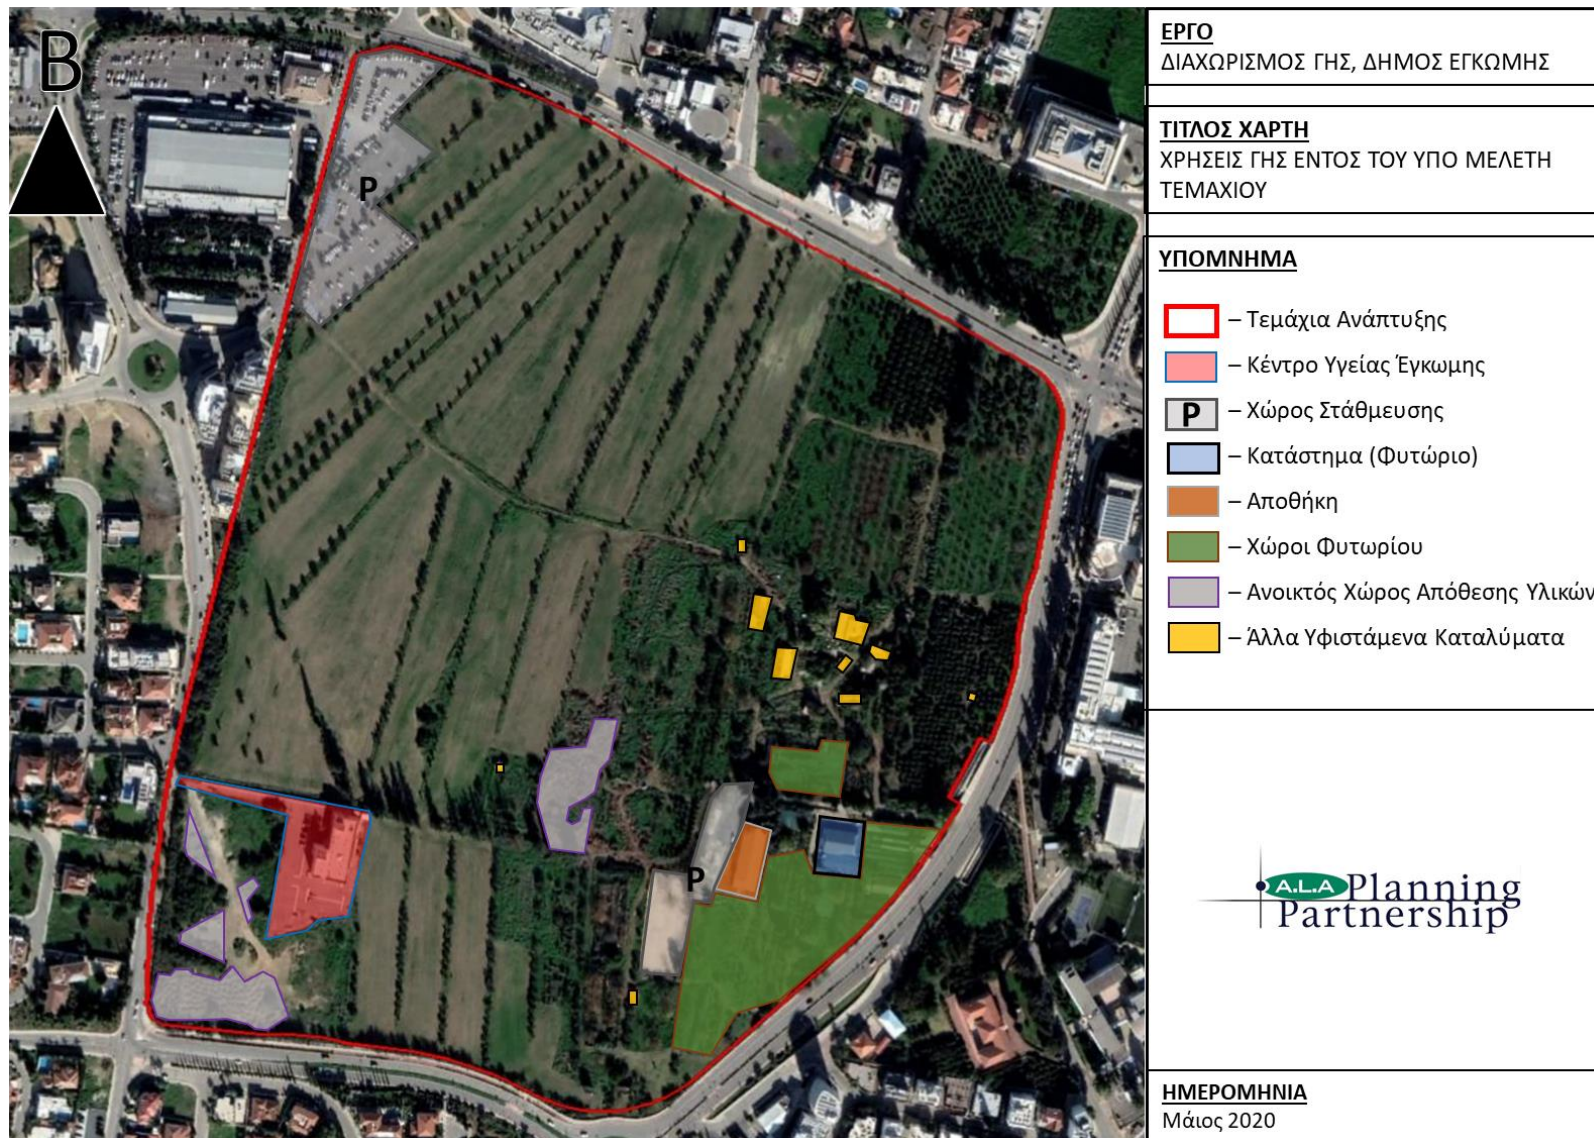 Β
P
P
ΕΡΓΟ
ΔΙΑΧΩΡΙΣΜΟΣ ΓΗΣ, ΔΗΜΟΣ ΕΓΚΩΜΗΣ
ΤΙΤΛΟΣ ΧΑΡΤΗ
ΧΡΗΣΕΙΣ ΓΗΣ ΕΝΤΟΣ ΤΟΥ ΥΠΟ ΜΕΛΕΤΗ
ΤΕΜΑΧΙΟΥ
ΥΠΟΜΝΗΜΑ
– Τεμάχια Ανάπτυξης
– Κέντρο Υγείας Έγκωμης
P – Χώρος Στάθμευσης
– Κατάστημα (Φυτώριο)
– Αποθήκη
– Χώροι Φυτωρίου
– Ανοικτός Χώρος Απόθεσης Υλικών
– Άλλα Υφιστάμενα Καταλύματα
A.L.A Planning
Partnership
ΗΜΕΡΟΜΗΝΙΑ
Μάιος 2020